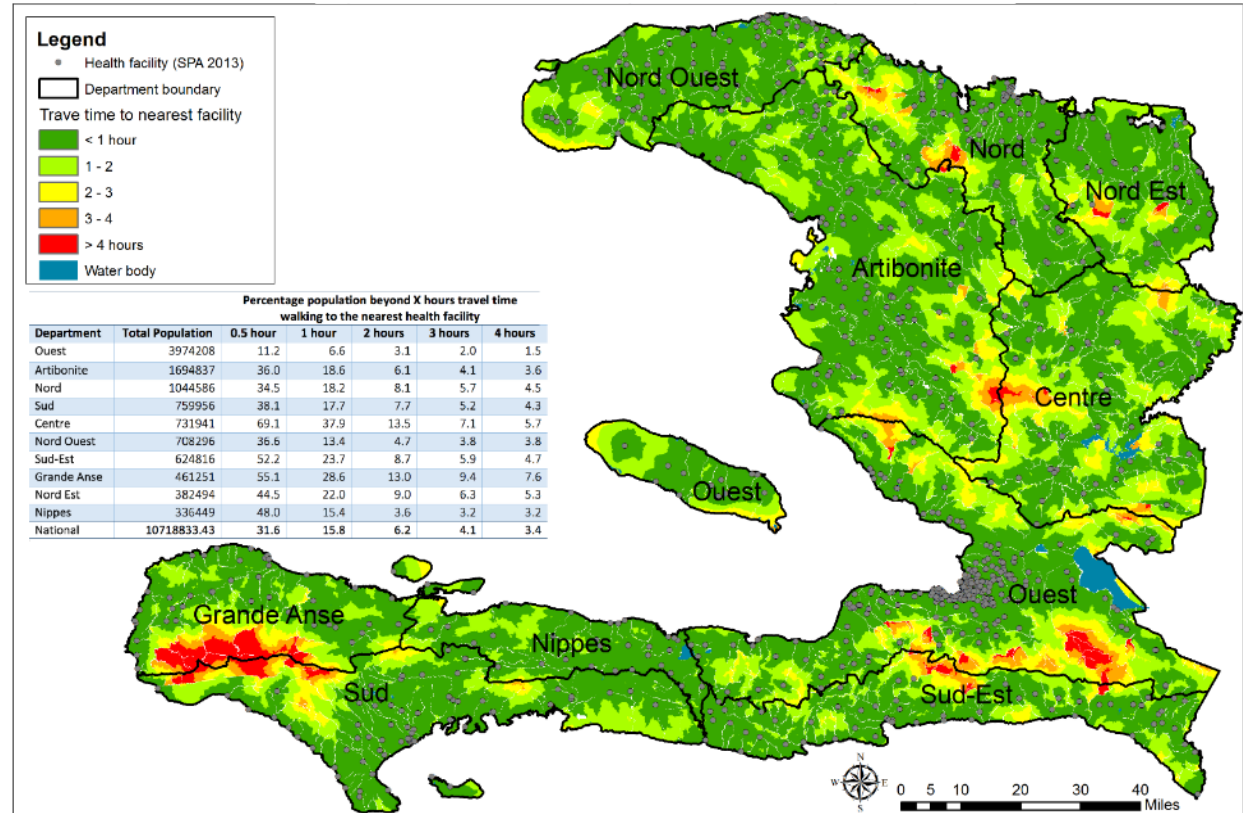 Legend
Health facility (SPA 2013)
Department boundary
Trave time to nearest facility
< 1 hour
1 - 2
2 - 3
3 - 4
> 4 hours
Water body
Percentage population beyond X hours travel time
walking to the nearest health facility
Department Total Population 0.5 hour 1 hour 2 hours 3 hours 4 hours
Ouest 3974208 11.2 6.6 3.1 2.0 1.5
Artibonite 1694837 36.0 18.6 6.1 4.1 3.6
Nord 1044586 34.5 18.2 8.1 5.7 4.5
Sud 759956 38.1 17.7 7.7 5.2 4.3
Centre 731941 69.1 37.9 13.5 7.1 5.7
Nord Ouest 708296 36.6 13.4 4.7 3.8 3.8
Sud-Est 624816 52.2 23.7 8.7 5.9 4.7
Grande Anse 461251 55.1 28.6 13.0 9.4 7.6
Nord Est 382494 44.5 22.0 9.0 6.3 5.3
Nippes 336449 48.0 15.4 3.6 3.2 3.2
National 10718833.43 31.6 15.8 6.2 4.1 3.4
Nord Ouest
Nord
Nord Est
Artibonite
Centre
Ouest
Ouest
Grande Anse
Nippes
Sud
Sud-Est
N
W E
S
0 5 10 20 30 40
Miles